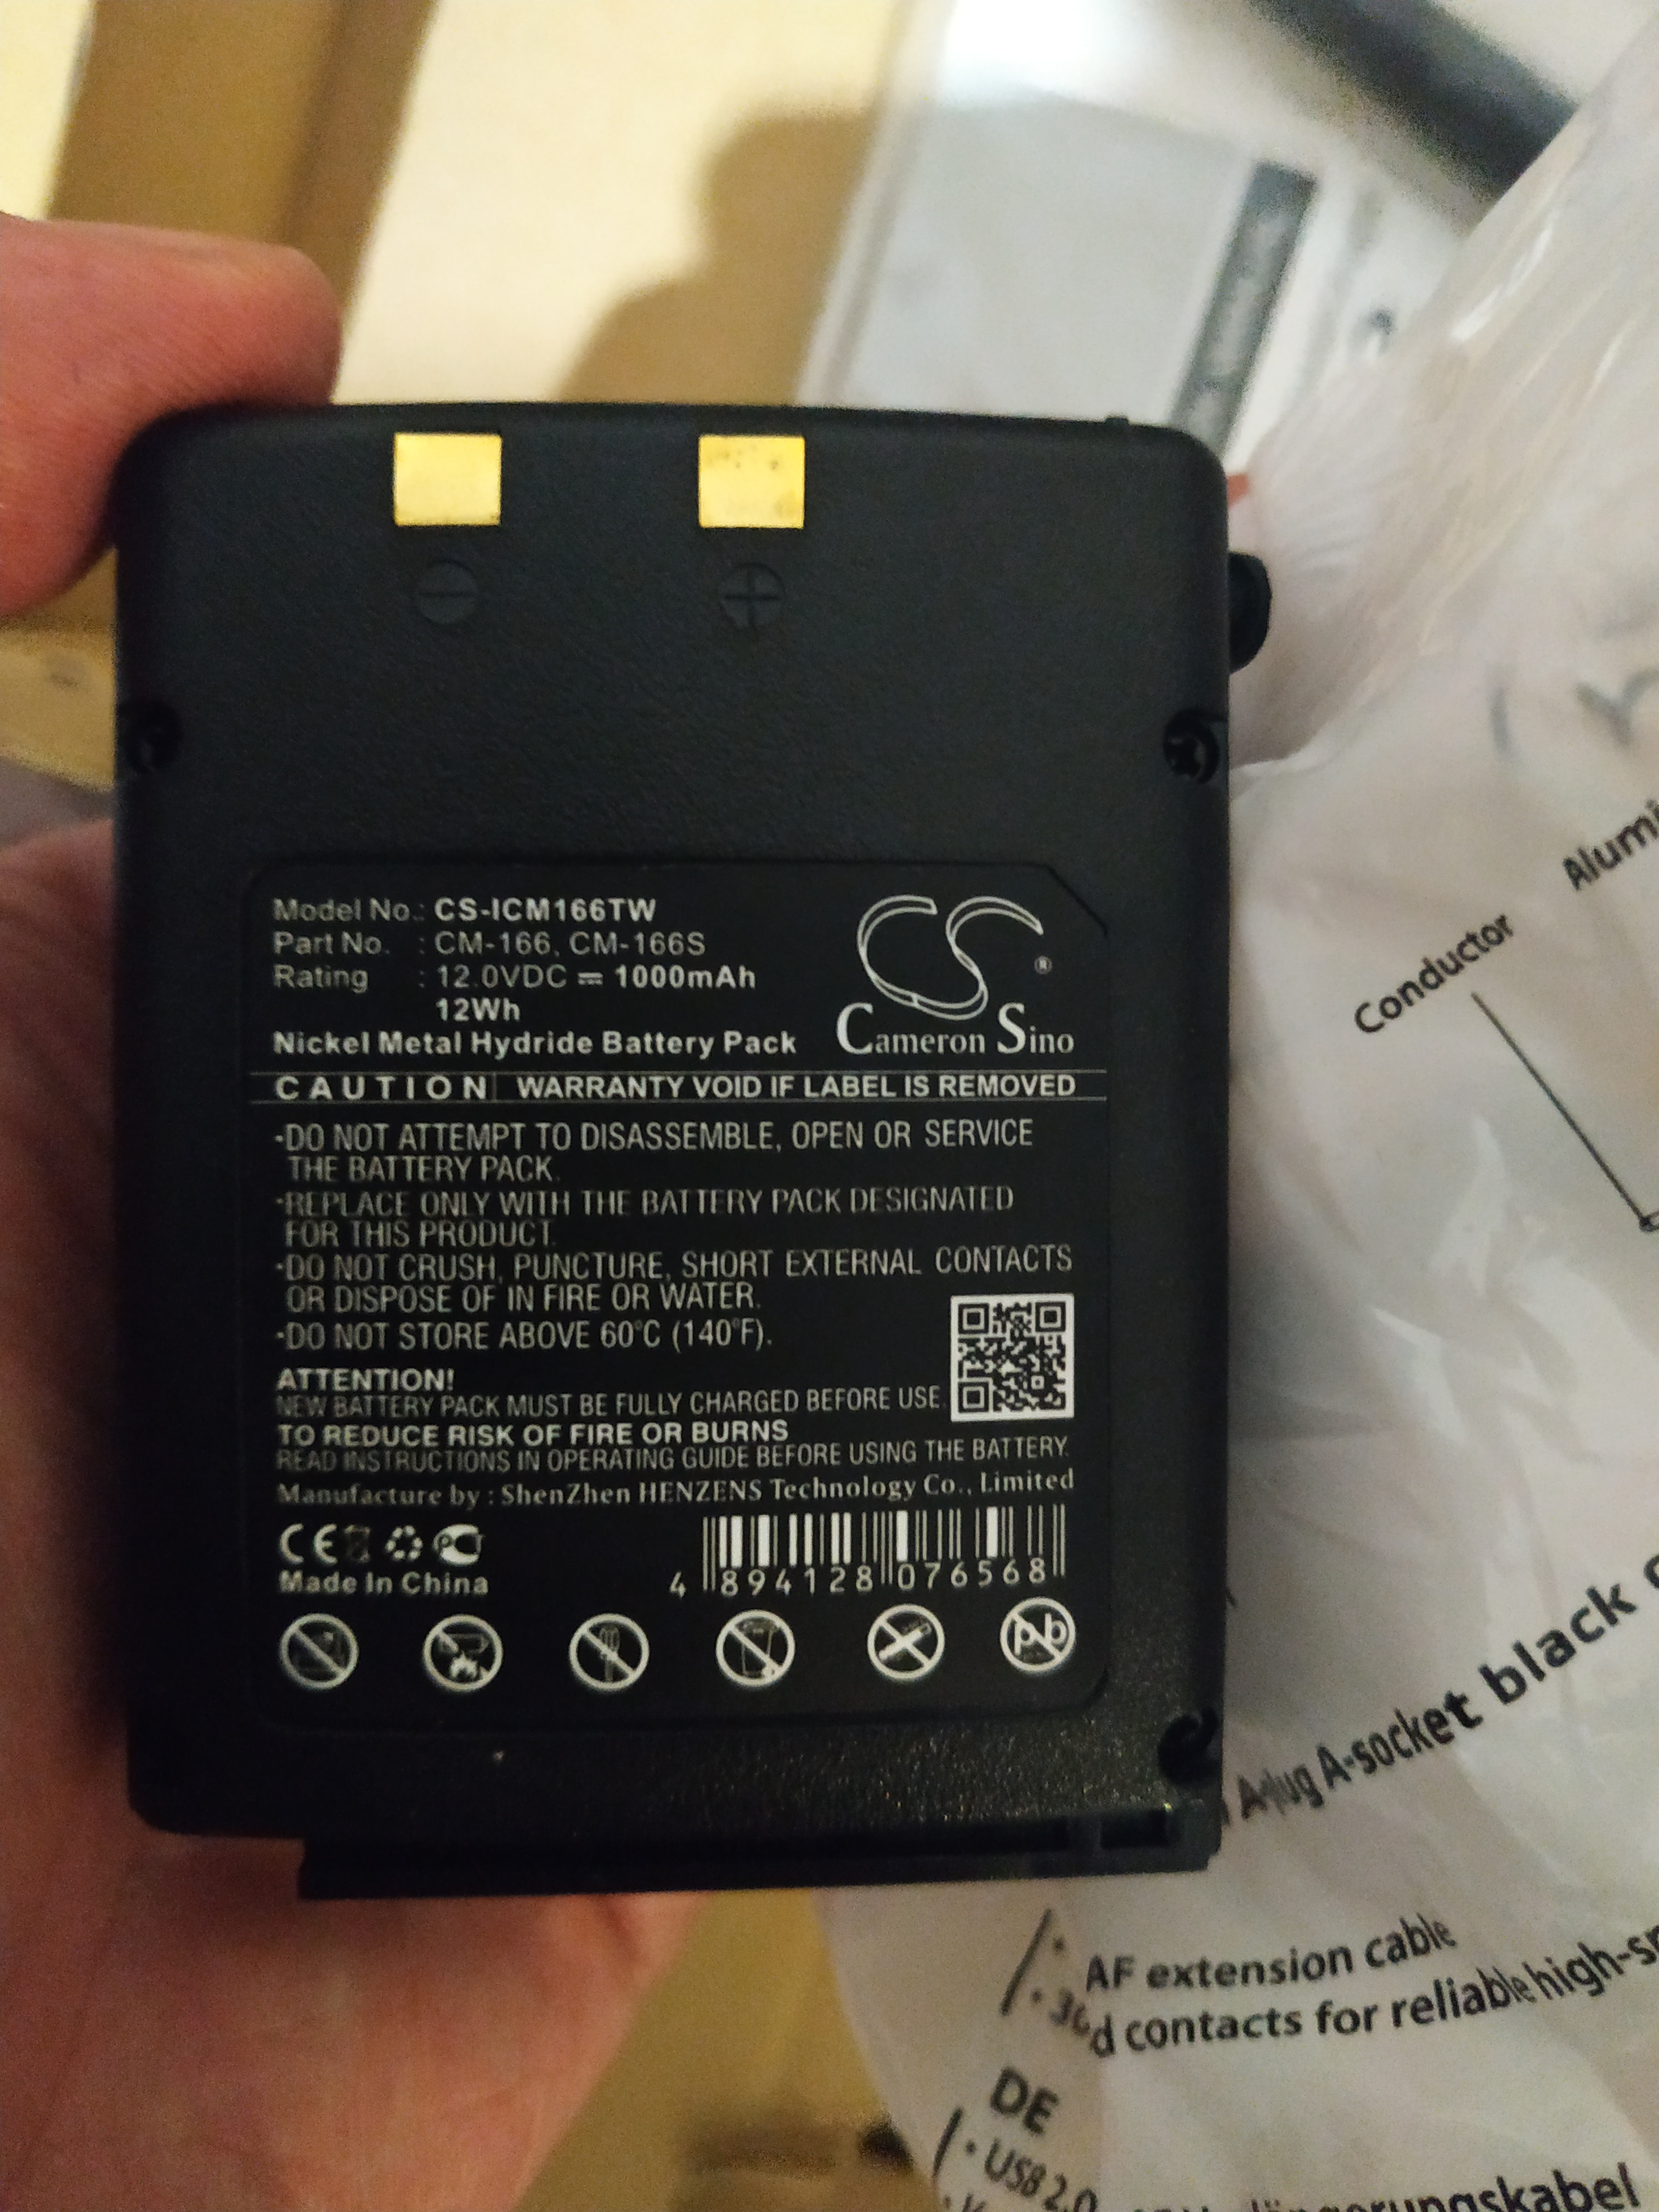 Model No.: CS-ICM166TW
Part No. : CM-166, CM-166S
Rating : 12.0VDC ⎓ 1000mAh
12Wh
Nickel Metal Hydride Battery Pack
CS
®
Cameron Sino
CAUTION WARRANTY VOID IF LABEL IS REMOVED
·DO NOT ATTEMPT TO DISASSEMBLE, OPEN OR SERVICE
THE BATTERY PACK.
·REPLACE ONLY WITH THE BATTERY PACK DESIGNATED
FOR THIS PRODUCT.
·DO NOT CRUSH, PUNCTURE, SHORT EXTERNAL CONTACTS
OR DISPOSE OF IN FIRE OR WATER.
·DO NOT STORE ABOVE 60°C (140°F).
ATTENTION!
NEW BATTERY PACK MUST BE FULLY CHARGED BEFORE USE.
TO REDUCE RISK OF FIRE OR BURNS
READ INSTRUCTIONS IN OPERATING GUIDE BEFORE USING THE BATTERY.
Manufacture by : ShenZhen HENZENS Technology Co., Limited
CE
Made In China
4 894128 076568
Pb
Conductor
A-plug A-socket black
AF extension cable
contacts for reliable
DE
· USB 2.0